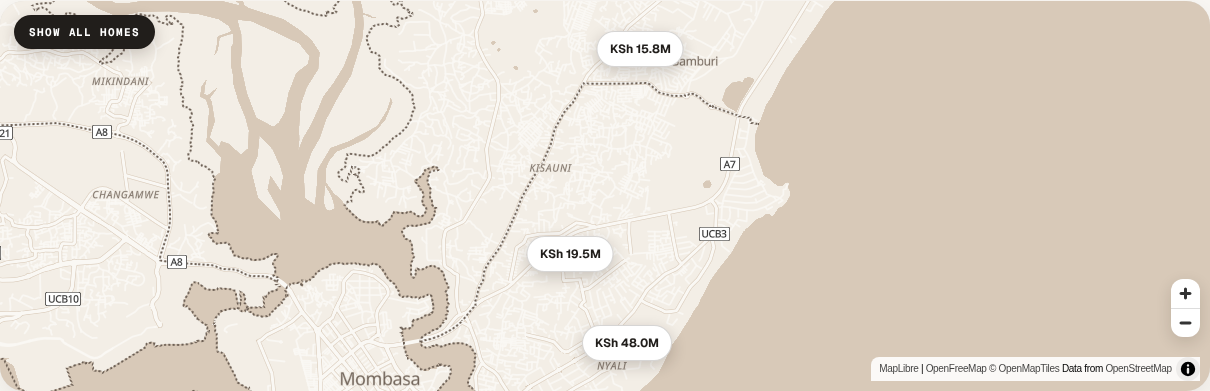 SHOW ALL HOMES
KSh 15.8M
MIKINDANI
21
A8
A7
KISAUNI
CHANGAMWE
UCB3
KSh 19.5M
A8
UCB10
KSh 48.0M
NYALI
Mombasa
MapLibre | OpenFreeMap © OpenMapTiles Data from OpenStreetMap